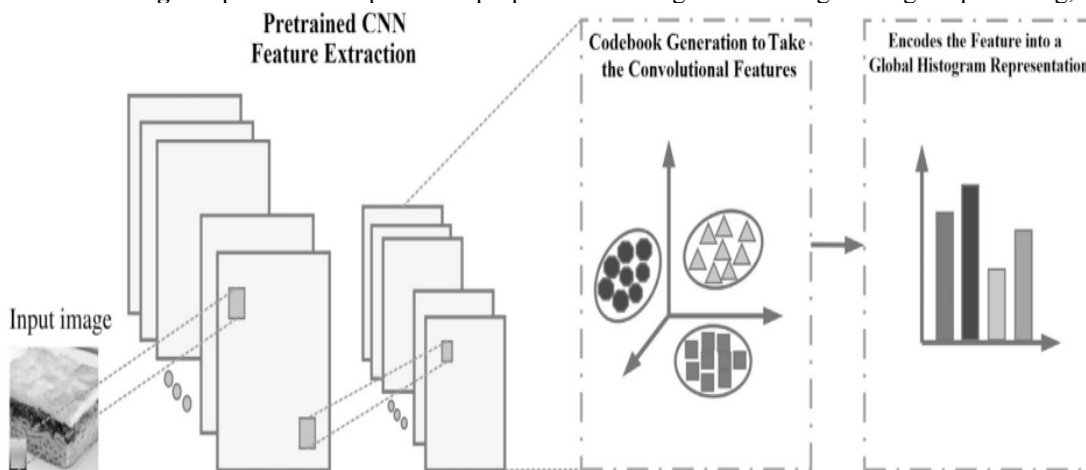 Pretrained CNN
Feature Extraction
Codebook Generation to Take
the Convolutional Features
Encodes the Feature into a
Global Histogram Representation
Input image